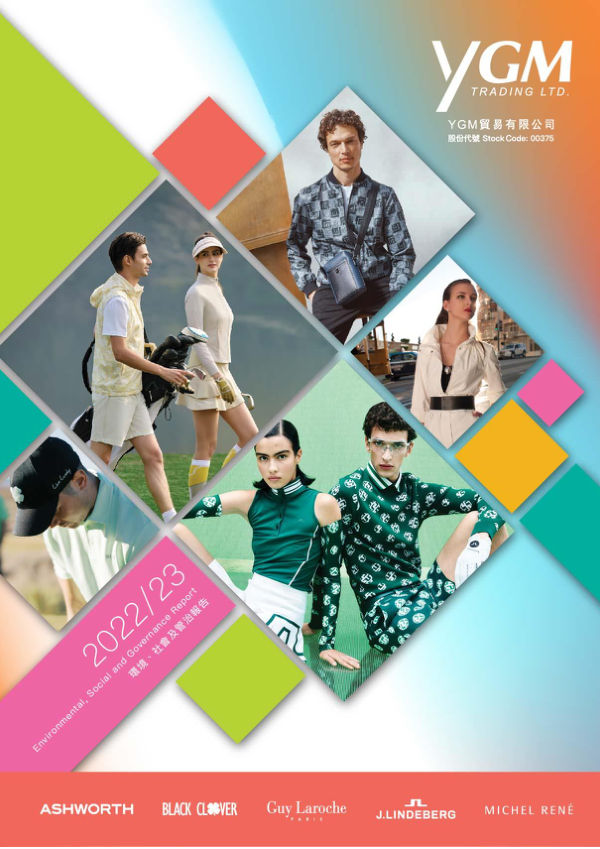 YGM
TRADING LTD.
YGM貿易有限公司
股份代號 Stock Code: 00375
2022/23
Environmental, Social and Governance Report
環境、社會及管治報告
ASHWORTH
BLACK CLOVER
Guy Laroche
PARIS
J.LINDEBERG
MICHEL RENÉ